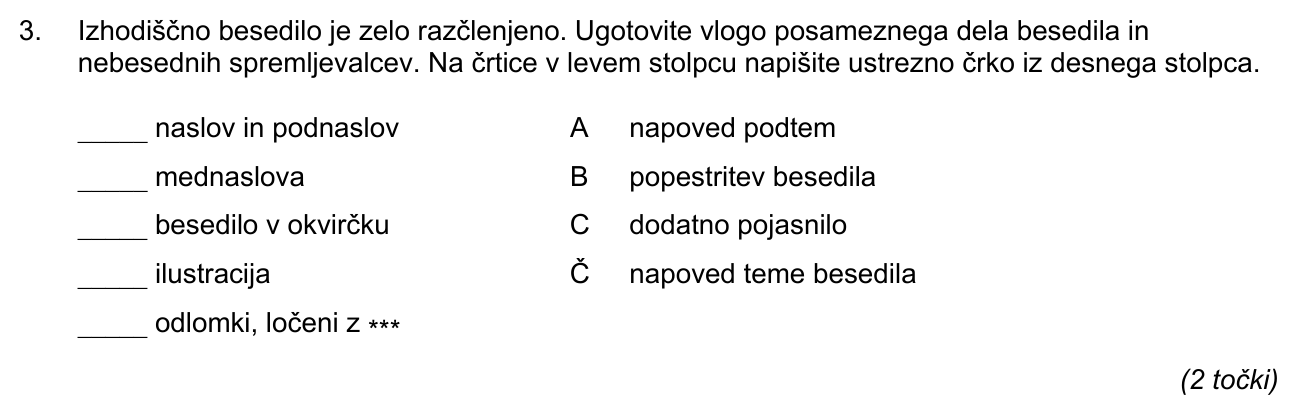 3. Izhodiščno besedilo je zelo razčlenjeno. Ugotovite vlogo posameznega dela besedila in
nebesednih spremljevalcev. Na črtice v levem stolpcu napišite ustrezno črko iz desnega stolpca.
_____ naslov in podnaslov A napoved podtem
_____ mednaslova B popestritev besedila
_____ besedilo v okvirčku C dodatno pojasnilo
_____ ilustracija Č napoved teme besedila
_____ odlomki, ločeni z ***
(2 točki)